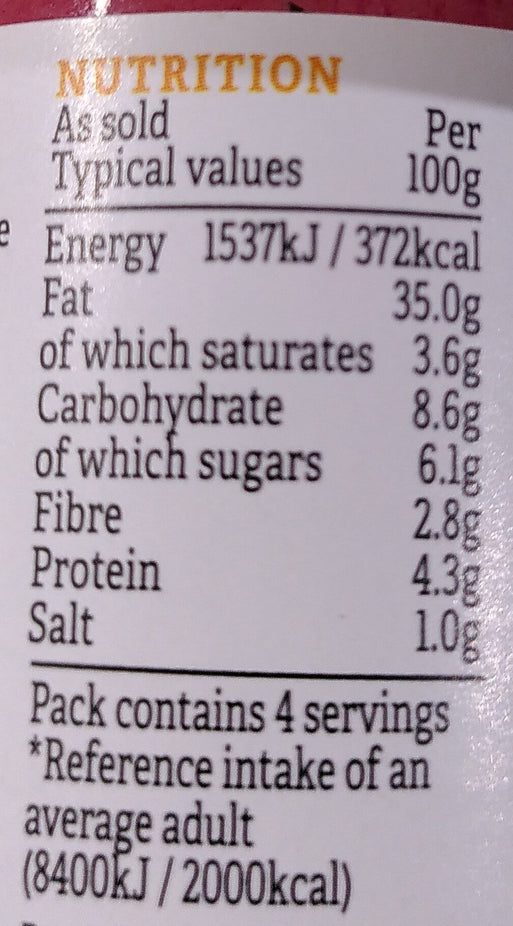 NUTRITION
As sold Per
Typical values 100g
Energy 1537kJ / 372kcal
Fat 35.0g
of which saturates 3.6g
Carbohydrate 8.6g
of which sugars 6.1g
Fibre 2.8g
Protein 4.3g
Salt 1.0g
Pack contains 4 servings
*Reference intake of an
average adult
(8400kJ / 2000kcal)